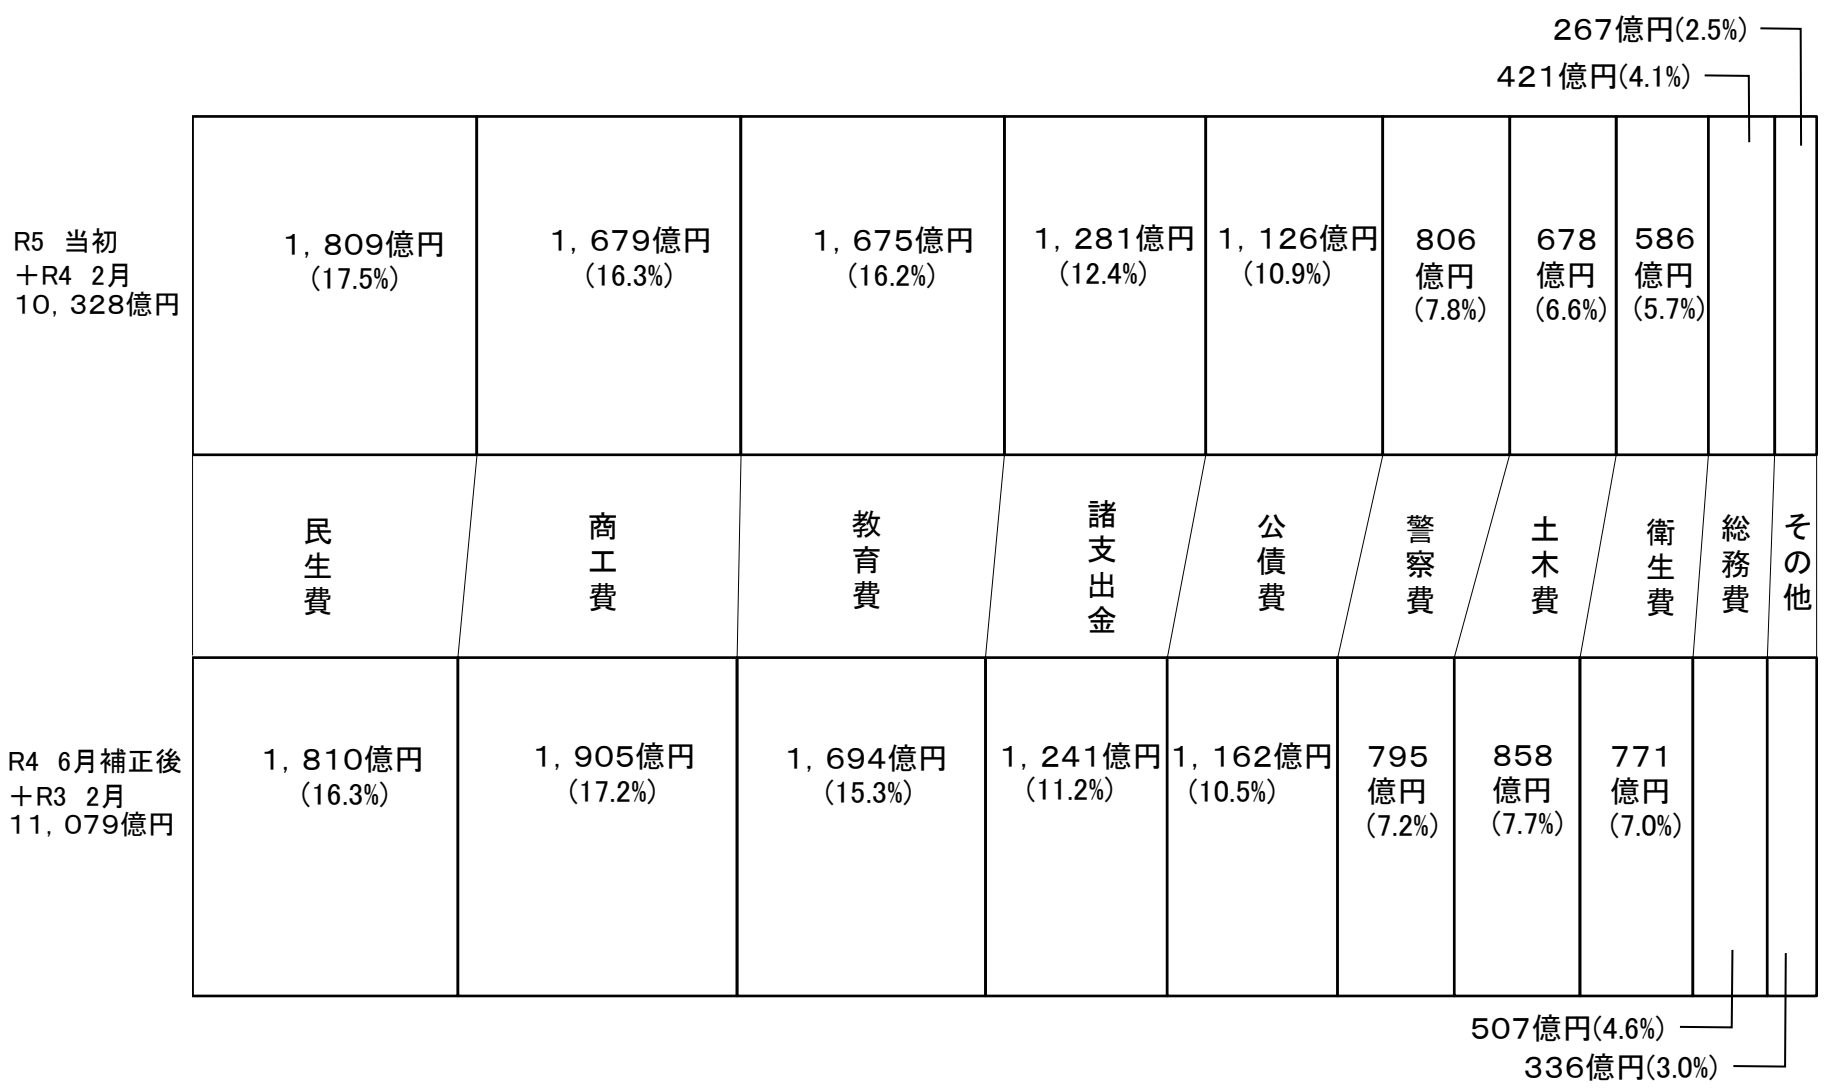 267億円(2.5%)
421億円(4.1%)
R5 当初
＋R4 2月
10，328億円
1，809億円
(17.5%)
1，679億円
(16.3%)
1，675億円
(16.2%)
1，281億円
(12.4%)
1，126億円
(10.9%)
806
億円
(7.8%)
678
億円
(6.6%)
586
億円
(5.7%)
民生費
商工費
教育費
諸支出金
公債費
警察費
土木費
衛生費
総務費
その他
R4 6月補正後
＋R3 2月
11，079億円
1，810億円
(16.3%)
1，905億円
(17.2%)
1，694億円
(15.3%)
1，241億円
(11.2%)
1，162億円
(10.5%)
795
億円
(7.2%)
858
億円
(7.7%)
771
億円
(7.0%)
507億円(4.6%)
336億円(3.0%)